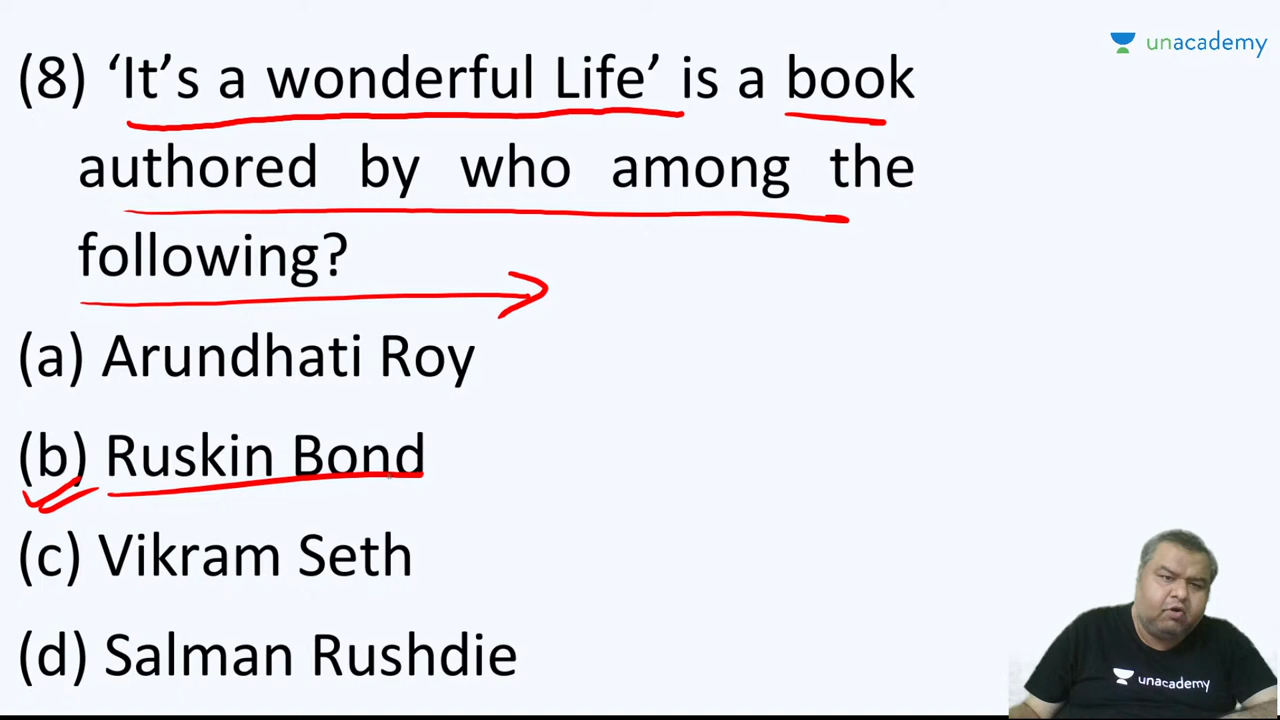 unacademy
(8) ‘It’s a wonderful Life’ is a book
authored by who among the
following?
(a) Arundhati Roy
(b) Ruskin Bond
(c) Vikram Seth
(d) Salman Rushdie
unacademy